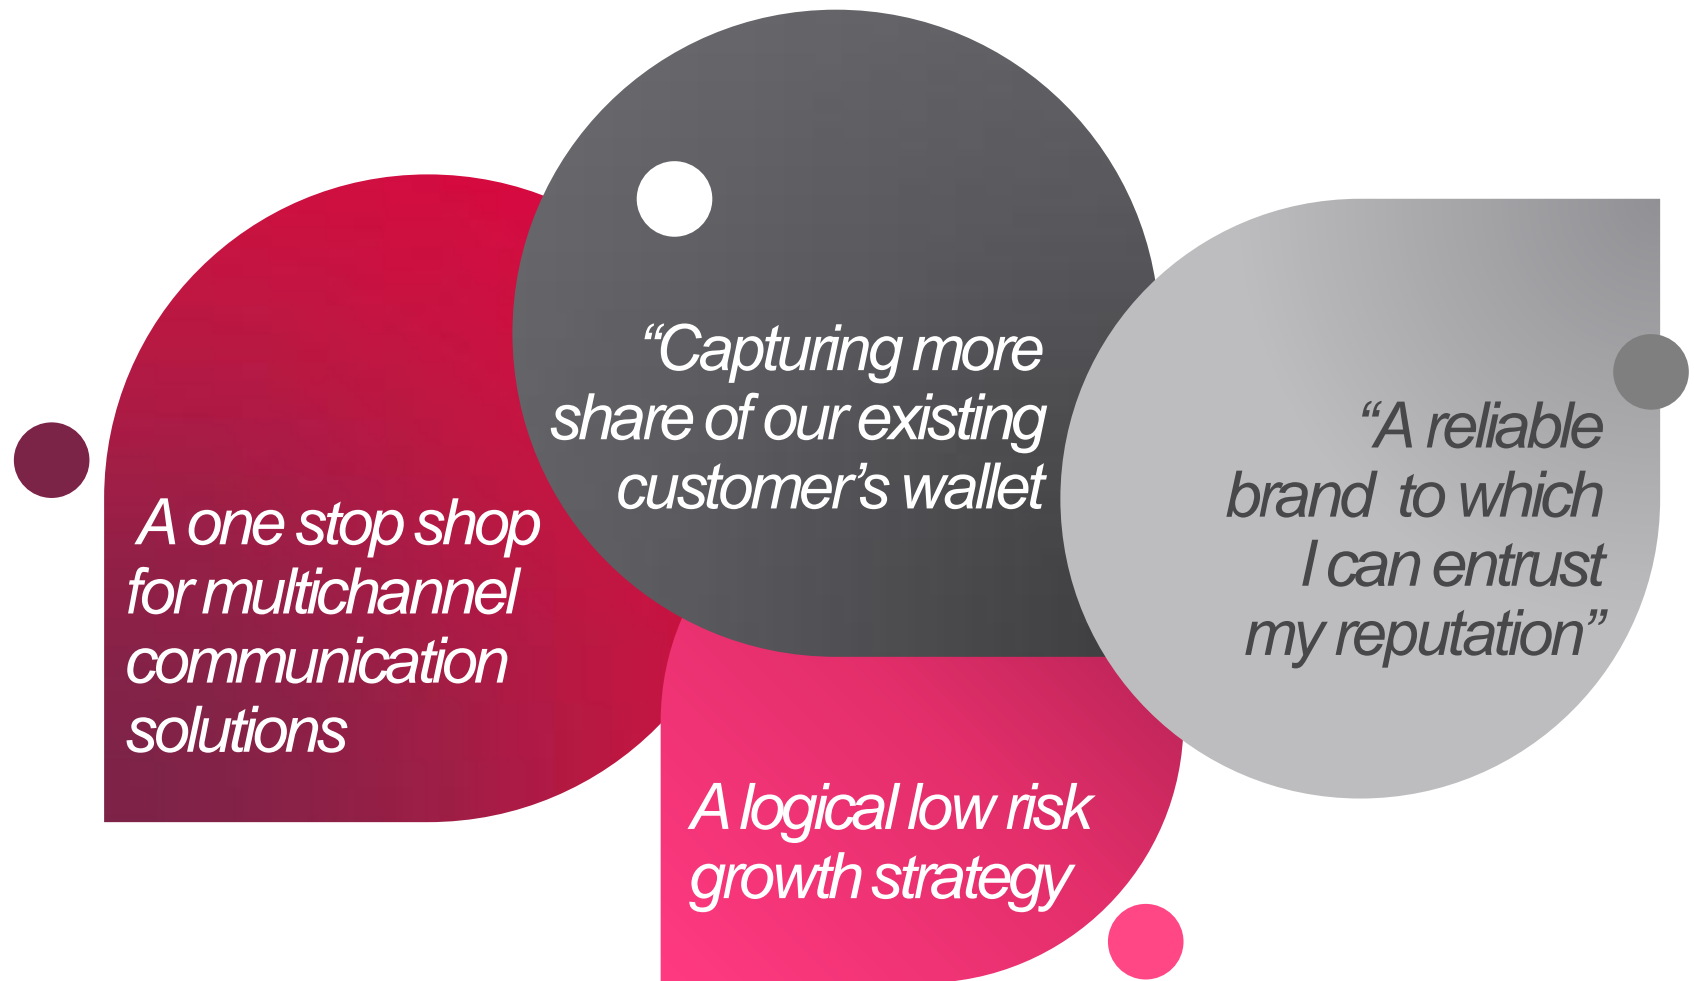 A one stop shop
for multichannel
communication
solutions
“Capturing more
share of our existing
customer’s wallet
A logical low risk
growth strategy
“A reliable
brand  to which
I can entrust
my reputation”